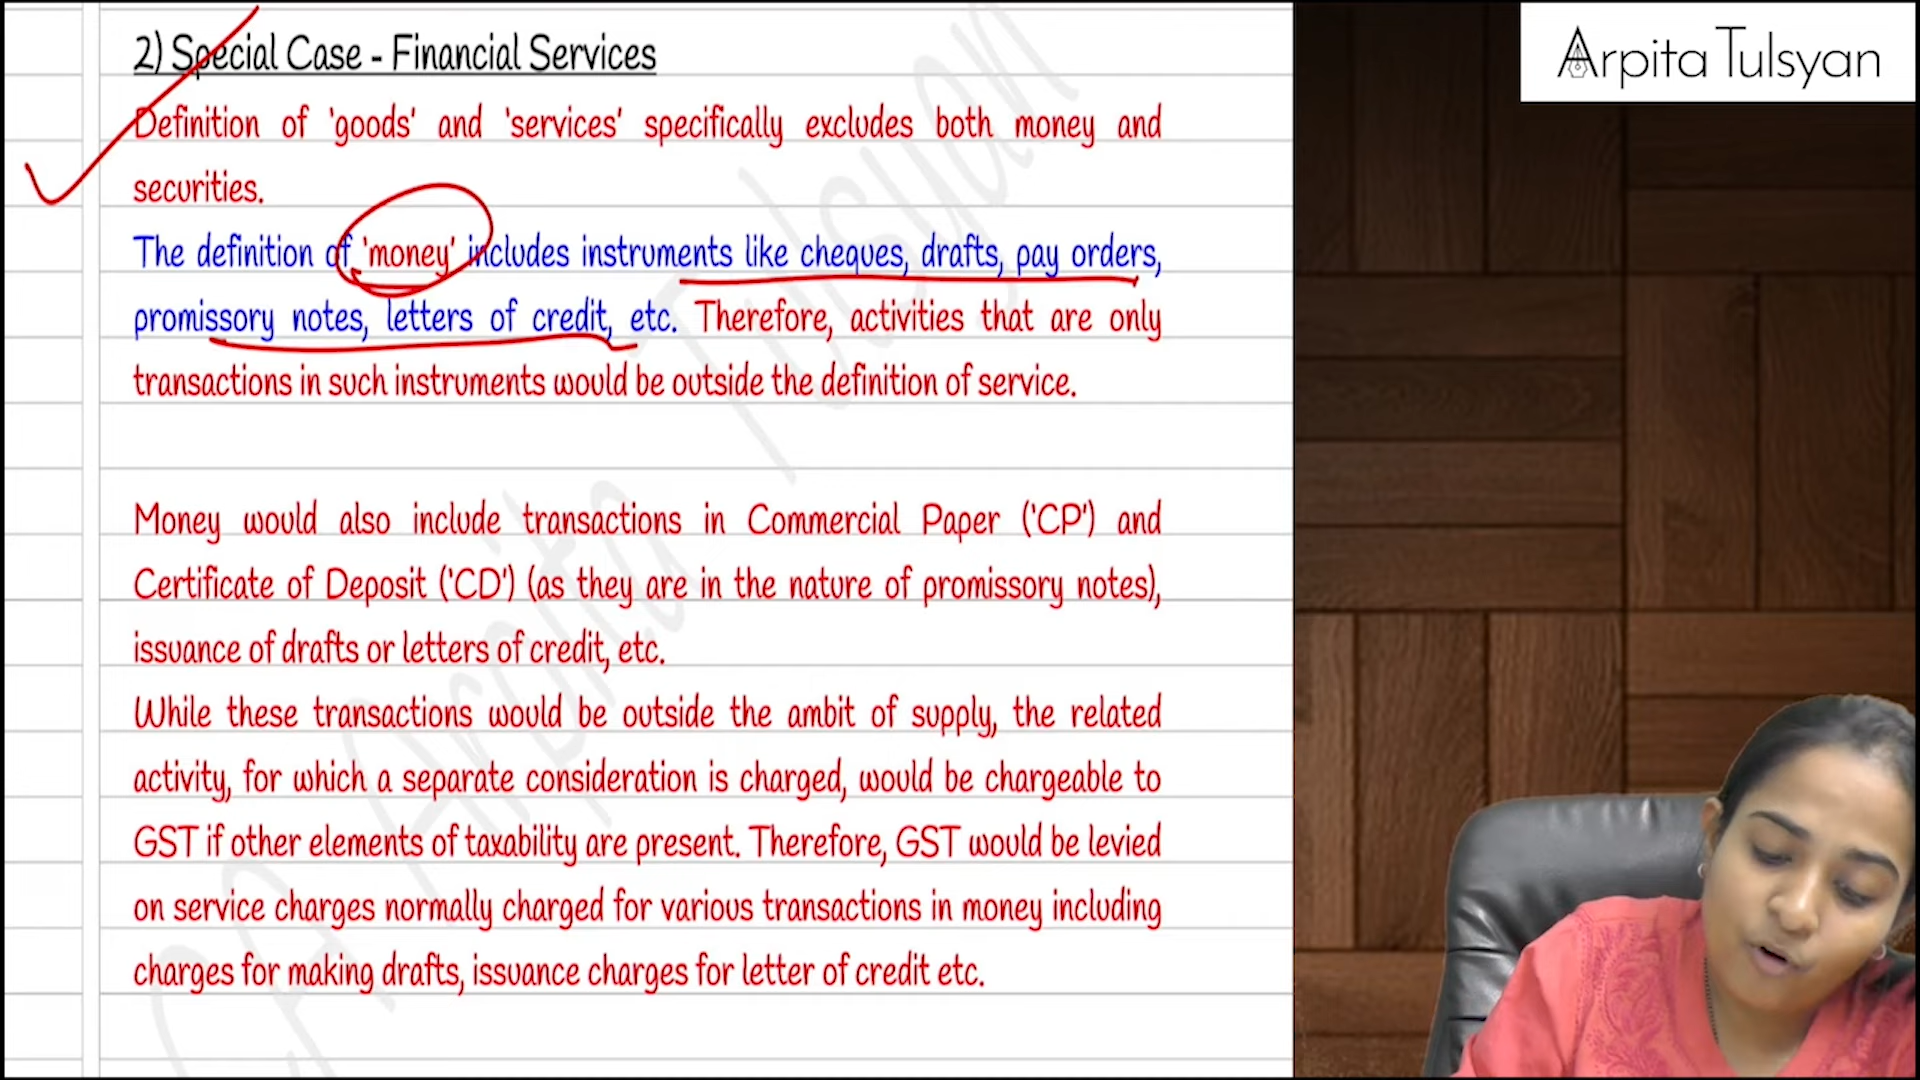 2) Special Case - Financial Services
Arpita Tulsyan
Definition of 'goods' and 'services' specifically excludes both money and
securities.
The definition of 'money' includes instruments like cheques, drafts, pay orders,
promissory notes, letters of credit, etc. Therefore, activities that are only
transactions in such instruments would be outside the definition of service.
Money would also include transactions in Commercial Paper ('CP') and
Certificate of Deposit ('CD') (as they are in the nature of promissory notes),
issuance of drafts or letters of credit, etc.
While these transactions would be outside the ambit of supply, the related
activity, for which a separate consideration is charged, would be chargeable to
GST if other elements of taxability are present. Therefore, GST would be levied
on service charges normally charged for various transactions in money including
charges for making drafts, issuance charges for letter of credit etc.
CA Arpita Tulsyan